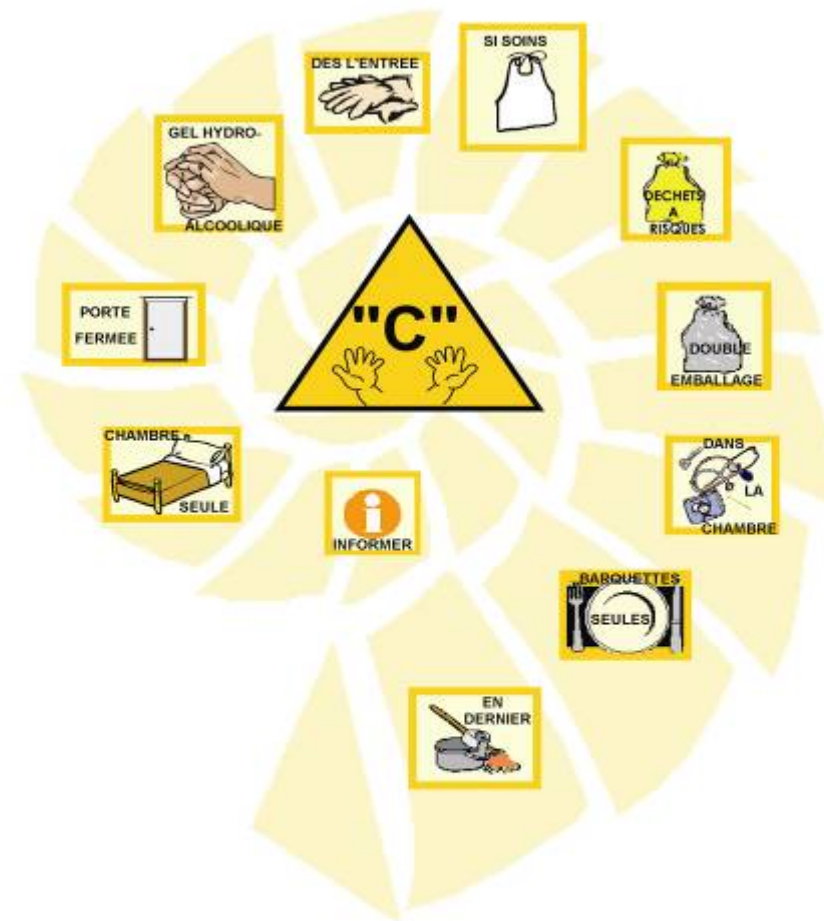 DES L'ENTREE
SI SOINS
GEL HYDRO-
ALCOOLIQUE
DECHETS
A
RISQUES
"C"
PORTE
FERMEE
DOUBLE
EMBALLAGE
CHAMBRE
SEULE
DANS
LA
CHAMBRE
INFORMER
BARQUETTES
SEULES
EN
DERNIER